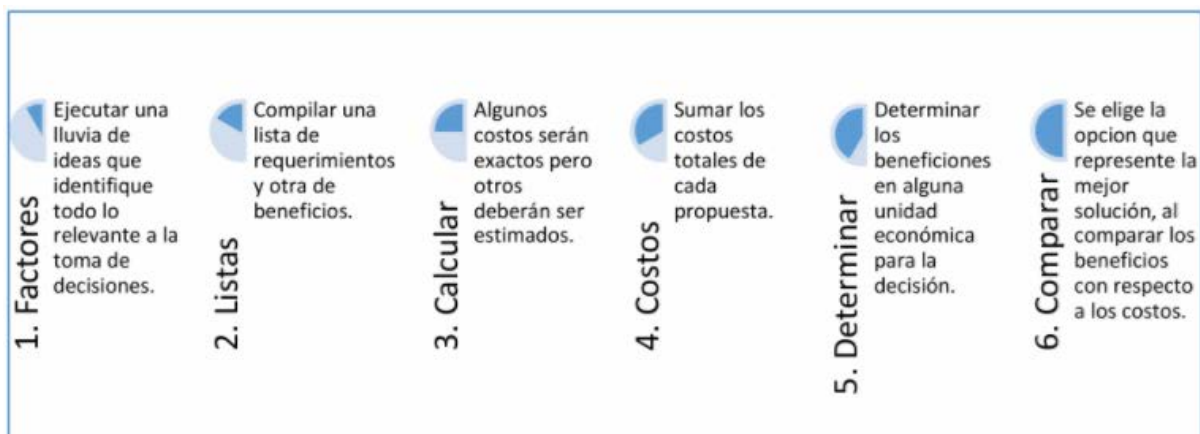 1. Factores
Ejecutar una
lluvia de
ideas que
identifique
todo lo
relevante a la
toma de
decisiones.
2. Listas
Compilar una
lista de
requerimientos
y otra de
beneficios.
3. Calcular
Algunos
costos serán
exactos pero
otros
deberán ser
estimados.
4. Costos
Sumar los
costos
totales de
cada
propuesta.
5. Determinar
Determinar
los
beneficiones
en alguna
unidad
económica
para la
decisión.
6. Comparar
Se elige la
opcion que
represente la
mejor
solución, al
comparar los
beneficios
con respecto
a los costos.